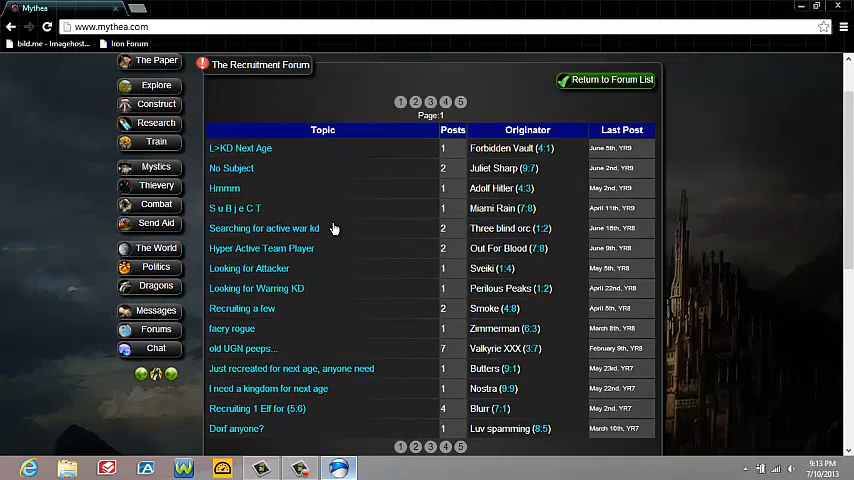 Mythea
www.mythea.com
bild.me - Imagehost...
Iron Forum
The Paper
Explore
Construct
Research
Train
Mystics
Thievery
Combat
Send Aid
The World
Politics
Dragons
Messages
Forums
Chat
The Recruitment Forum
Return to Forum List
1 2 3 4 5
Page:1
Topic Posts Originator Last Post
L>KD Next Age 1 Forbidden Vault (4:1) June 5th, YR9
No Subject 2 Juliet Sharp (9:7) June 2nd, YR9
Hmmm 1 Adolf Hitler (4:3) May 2nd, YR9
S u B j e C T 1 Miami Rain (7:8) April 11th, YR9
Searching for active war kd 2 Three blind orc (1:2) June 16th, YR8
Hyper Active Team Player 2 Out For Blood (7:8) June 9th, YR8
Looking for Attacker 1 Sveiki (1:4) May 5th, YR8
Looking for Warring KD 1 Perilous Peaks (1:2) April 22nd, YR8
Recruiting a few 2 Smoke (4:8) April 5th, YR8
faery rogue 1 Zimmerman (6:3) March 8th, YR8
old UGN peeps... 7 Valkyrie XXX (3:7) February 9th, YR8
Just recreated for next age, anyone need 1 Butters (9:1) May 23rd, YR7
I need a kingdom for next age 1 Nostra (9:9) May 22nd, YR7
Recruiting 1 Elf for (5:6) 4 Blurr (7:1) May 2nd, YR7
Dorf anyone? 1 Luv spamming (8:5) March 10th, YR7
1 2 3 4 5
9:13 PM
7/10/2013